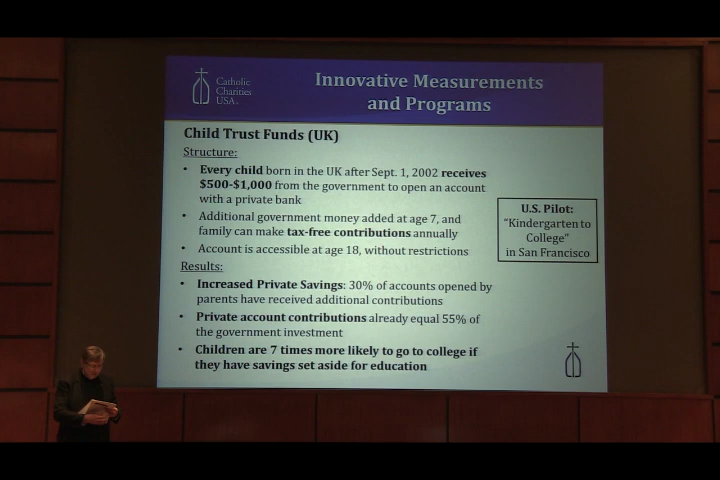 Catholic
Charities
USA.
Innovative Measurements
and Programs
Child Trust Funds (UK)
Structure:
• Every child born in the UK after Sept. 1, 2002 receives
$500-$1,000 from the government to open an account
with a private bank
• Additional government money added at age 7, and
family can make tax-free contributions annually
• Account is accessible at age 18, without restrictions
Results:
• Increased Private Savings: 30% of accounts opened by
parents have received additional contributions
• Private account contributions already equal 55% of
the government investment
• Children are 7 times more likely to go to college if
they have savings set aside for education
U.S. Pilot:
"Kindergarten to
College"
in San Francisco